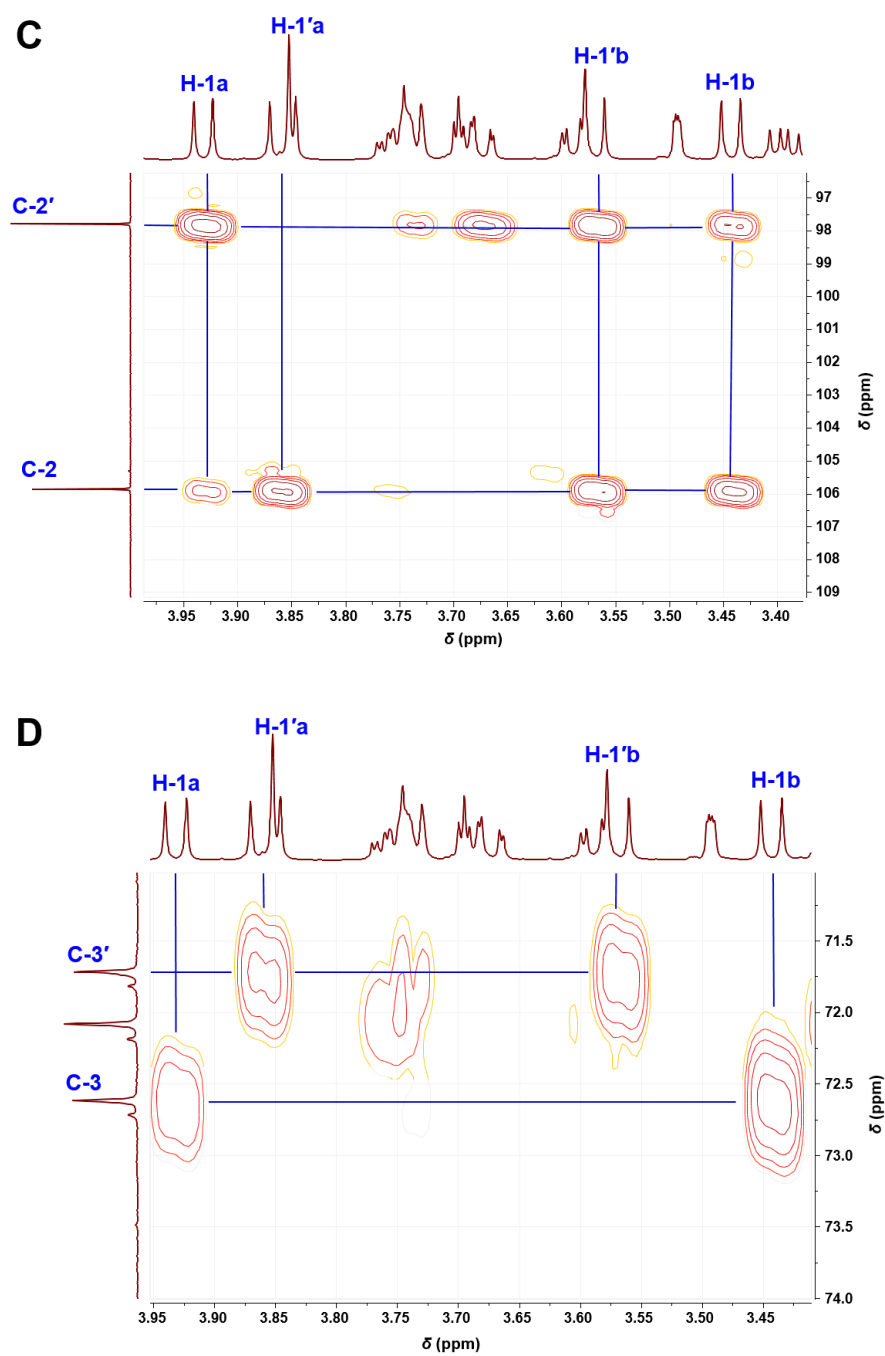 C
H-1a
H-1′a
H-1′b
H-1b
C-2′
C-2
97
98
99
100
101
102
103
104
105
106
107
108
109
δ (ppm)
3.95 3.90 3.85 3.80 3.75 3.70 3.65 3.60 3.55 3.50 3.45 3.40
δ (ppm)
D
H-1a
H-1′a
H-1′b
H-1b
C-3′
C-3
71.5
72.0
72.5
73.0
73.5
74.0
δ (ppm)
3.95 3.90 3.85 3.80 3.75 3.70 3.65 3.60 3.55 3.50 3.45
δ (ppm)